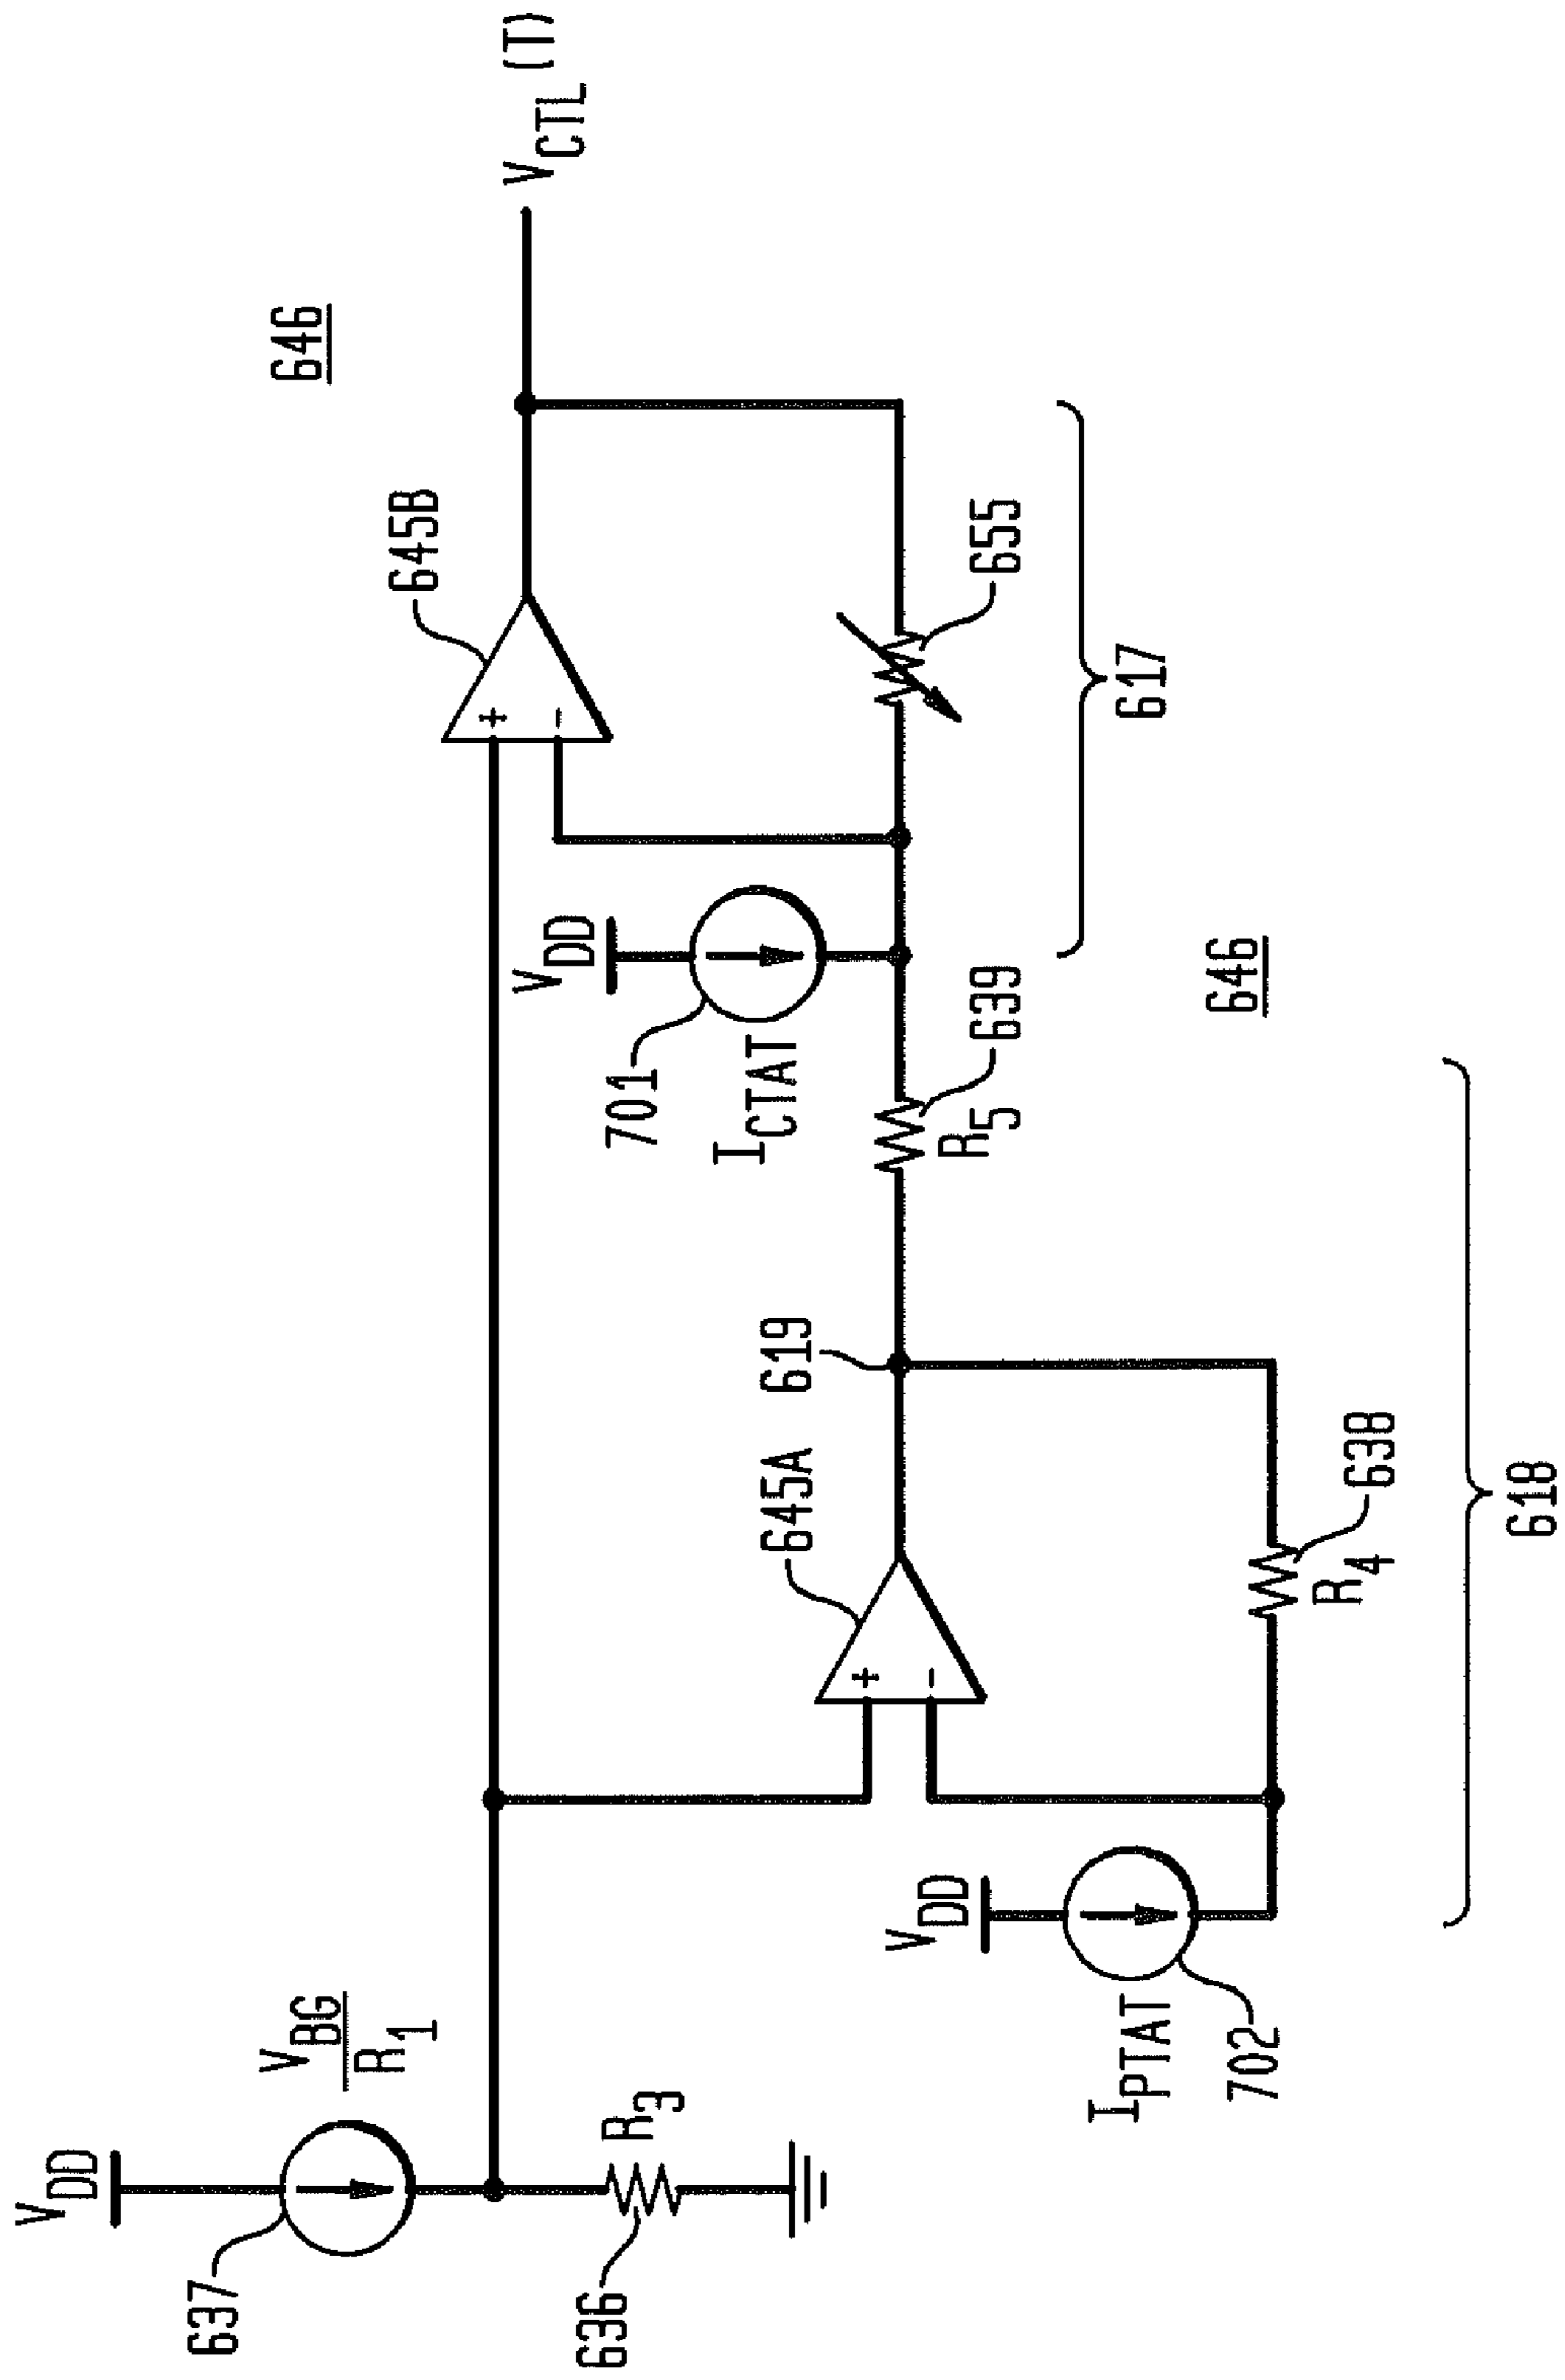 646
V_CTL (T)
645B
655
617
V_DD
701
I_CTAT
639
R_5
646
619
645A
638
R_4
618
V_DD
I_PTAT
702
V_DD
V_BG
R_1
637
R_3
636
+
-
+
-